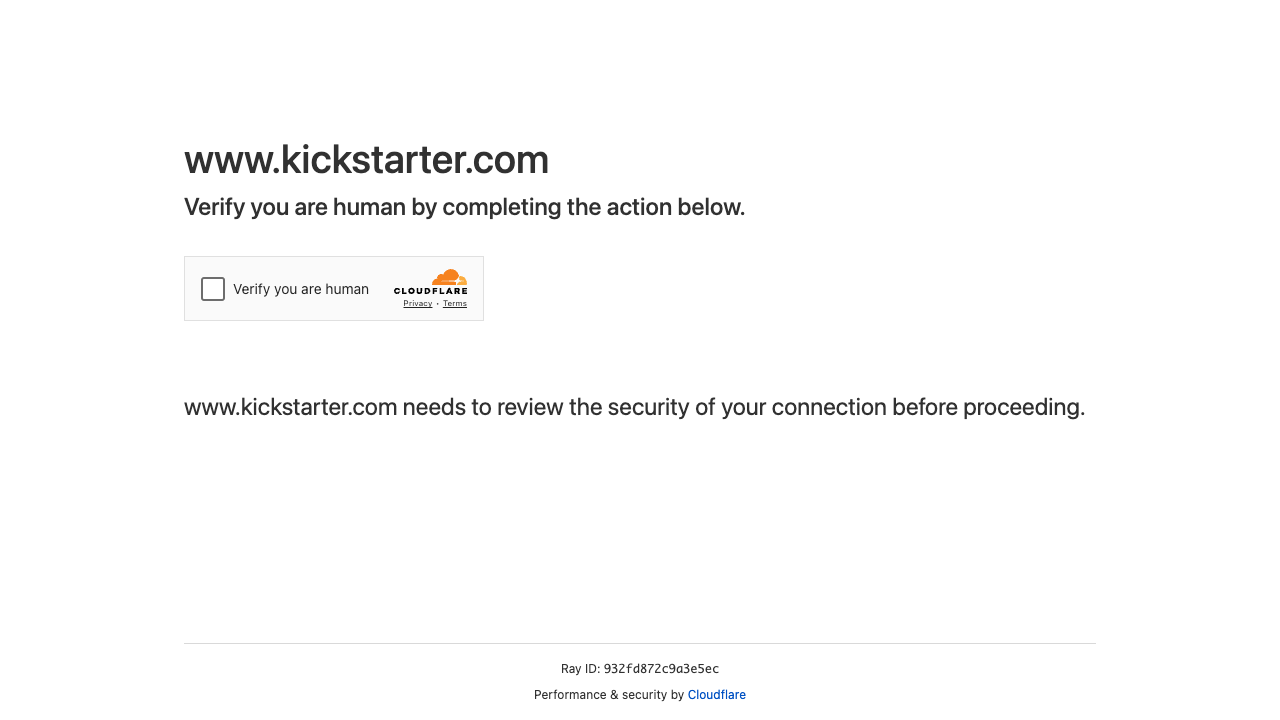 www.kickstarter.com
Verify you are human by completing the action below.
Verify you are human
CLOUDFLARE
Privacy • Terms
www.kickstarter.com needs to review the security of your connection before proceeding.
Ray ID: 932fd872c9a3e5ec
Performance & security by Cloudflare